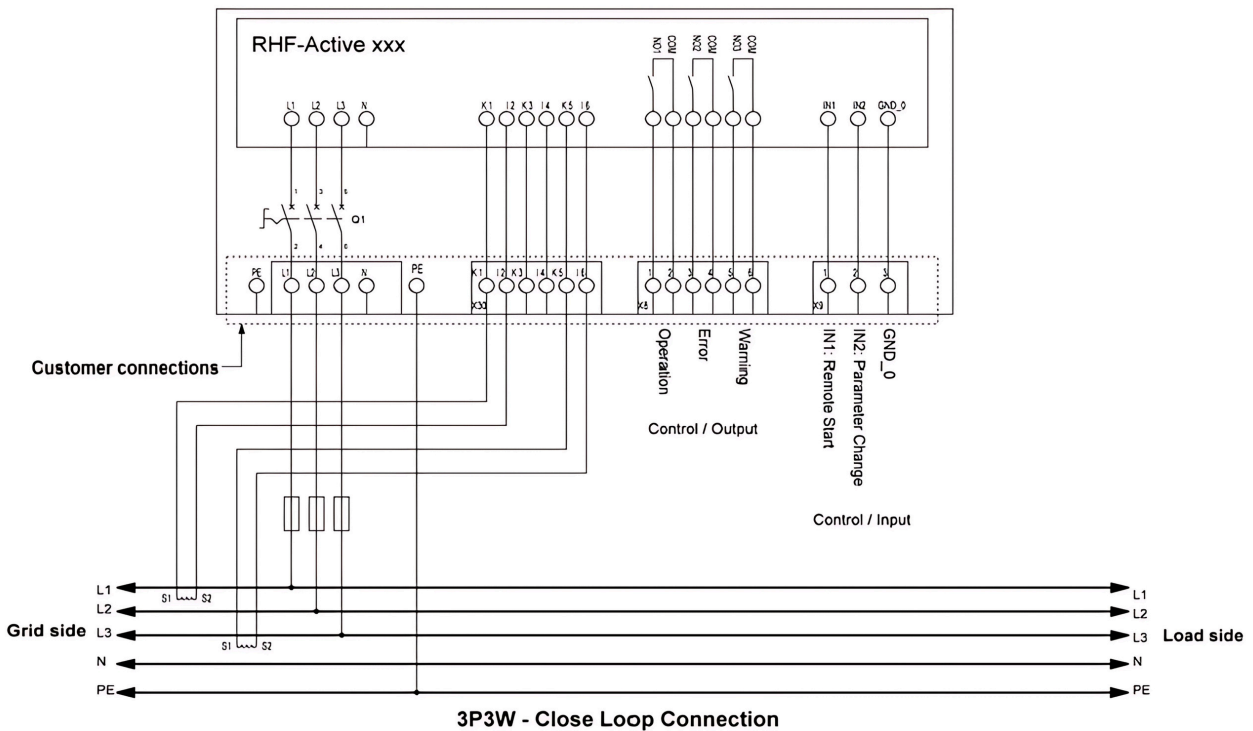 RHF-Active xxx
NO1 COM NO2 COM NO3 COM
L1 L2 L3 N K1 I2 K3 I4 K5 I6 IN1 IN2 GND_0
1 3 5
Q1
2 4 6
PE L1 L2 L3 N PE K1 I2 K3 I4 K5 I6 1 2 3 4 5 6 1 2 3
X30 X8 X9
Customer connections
Operation
Error
Warning
IN1: Remote Start
IN2: Parameter Change
GND_0
Control / Output
Control / Input
L1 S1 S2 L1
L2 L2
Grid side L3 L3 Load side
S1 S2
N N
PE PE
3P3W - Close Loop Connection